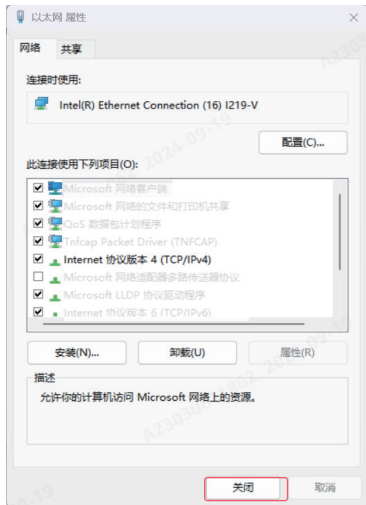 以太网 属性
网络 共享
连接时使用:
Intel(R) Ethernet Connection (16) I219-V
配置(C)...
此连接使用下列项目(O):
Microsoft 网络客户端
Microsoft 网络的文件和打印机共享
QoS 数据包计划程序
Tnfcap Packet Driver (TNFCAP)
Internet 协议版本 4 (TCP/IPv4)
Microsoft 网络适配器多路传送器协议
Microsoft LLDP 协议驱动程序
Internet 协议版本 6 (TCP/IPv6)
安装(N)... 卸载(U) 属性(R)
描述
允许你的计算机访问 Microsoft 网络上的资源。
关闭 取消